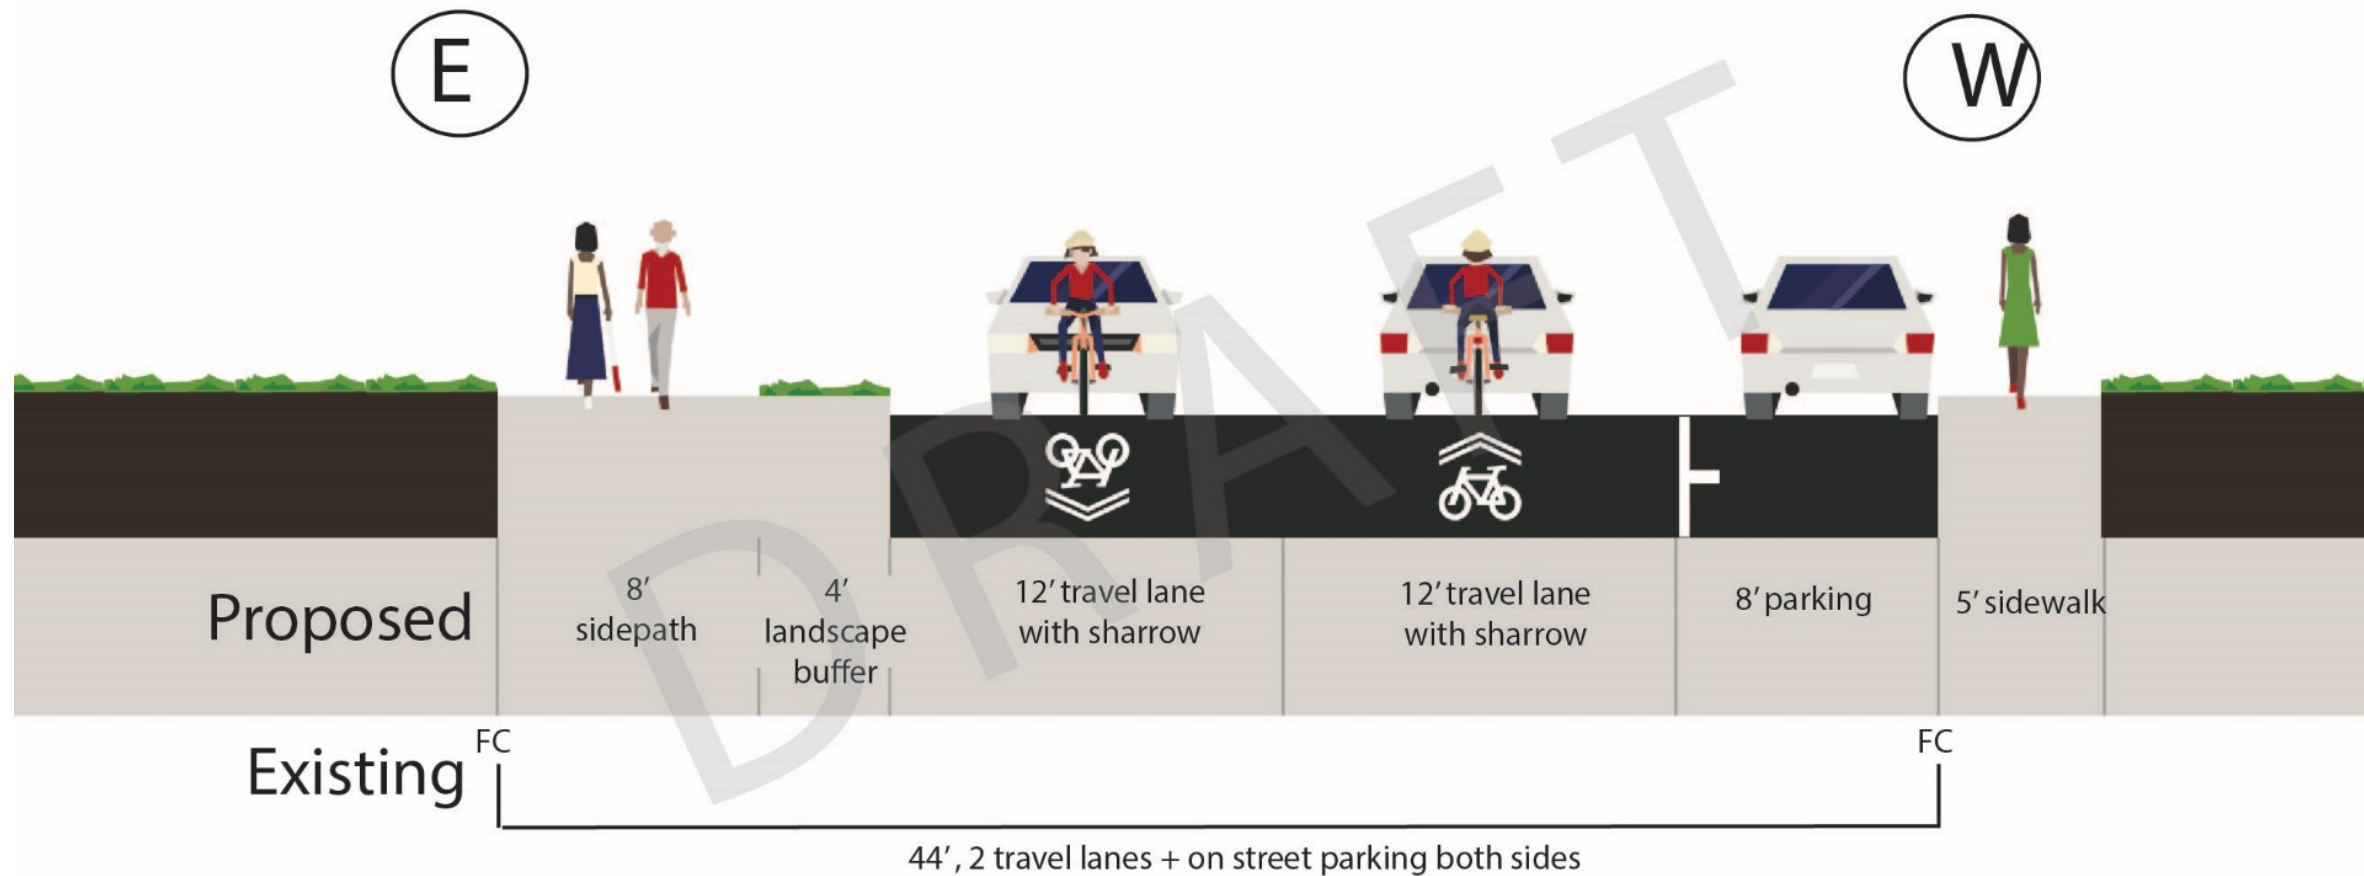 E
W
DRAFT
Proposed
8’
sidepath
4’
landscape
buffer
12’ travel lane
with sharrow
12’ travel lane
with sharrow
8’ parking
5’ sidewalk
Existing
FC
FC
44’, 2 travel lanes + on street parking both sides